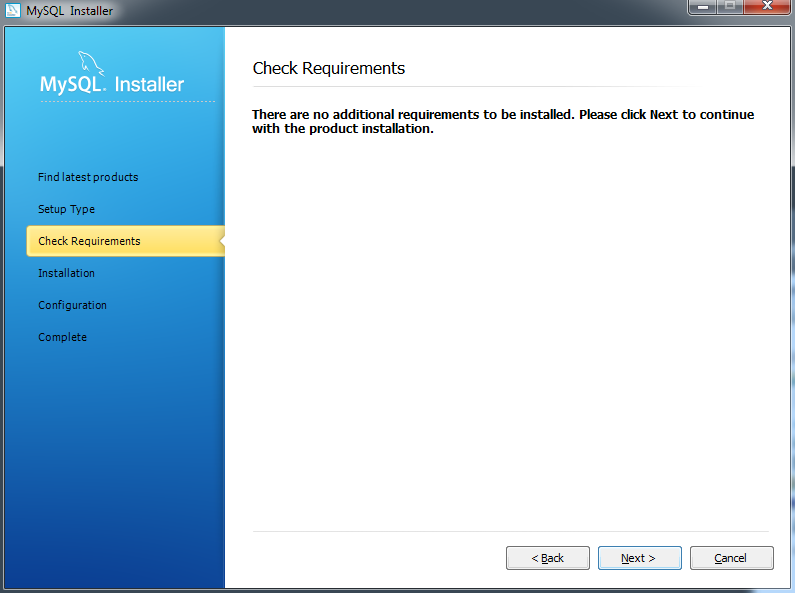 MySQL Installer
MySQL. Installer
Check Requirements
There are no additional requirements to be installed. Please click Next to continue
with the product installation.
Find latest products
Setup Type
Check Requirements
Installation
Configuration
Complete
< Back
Next >
Cancel